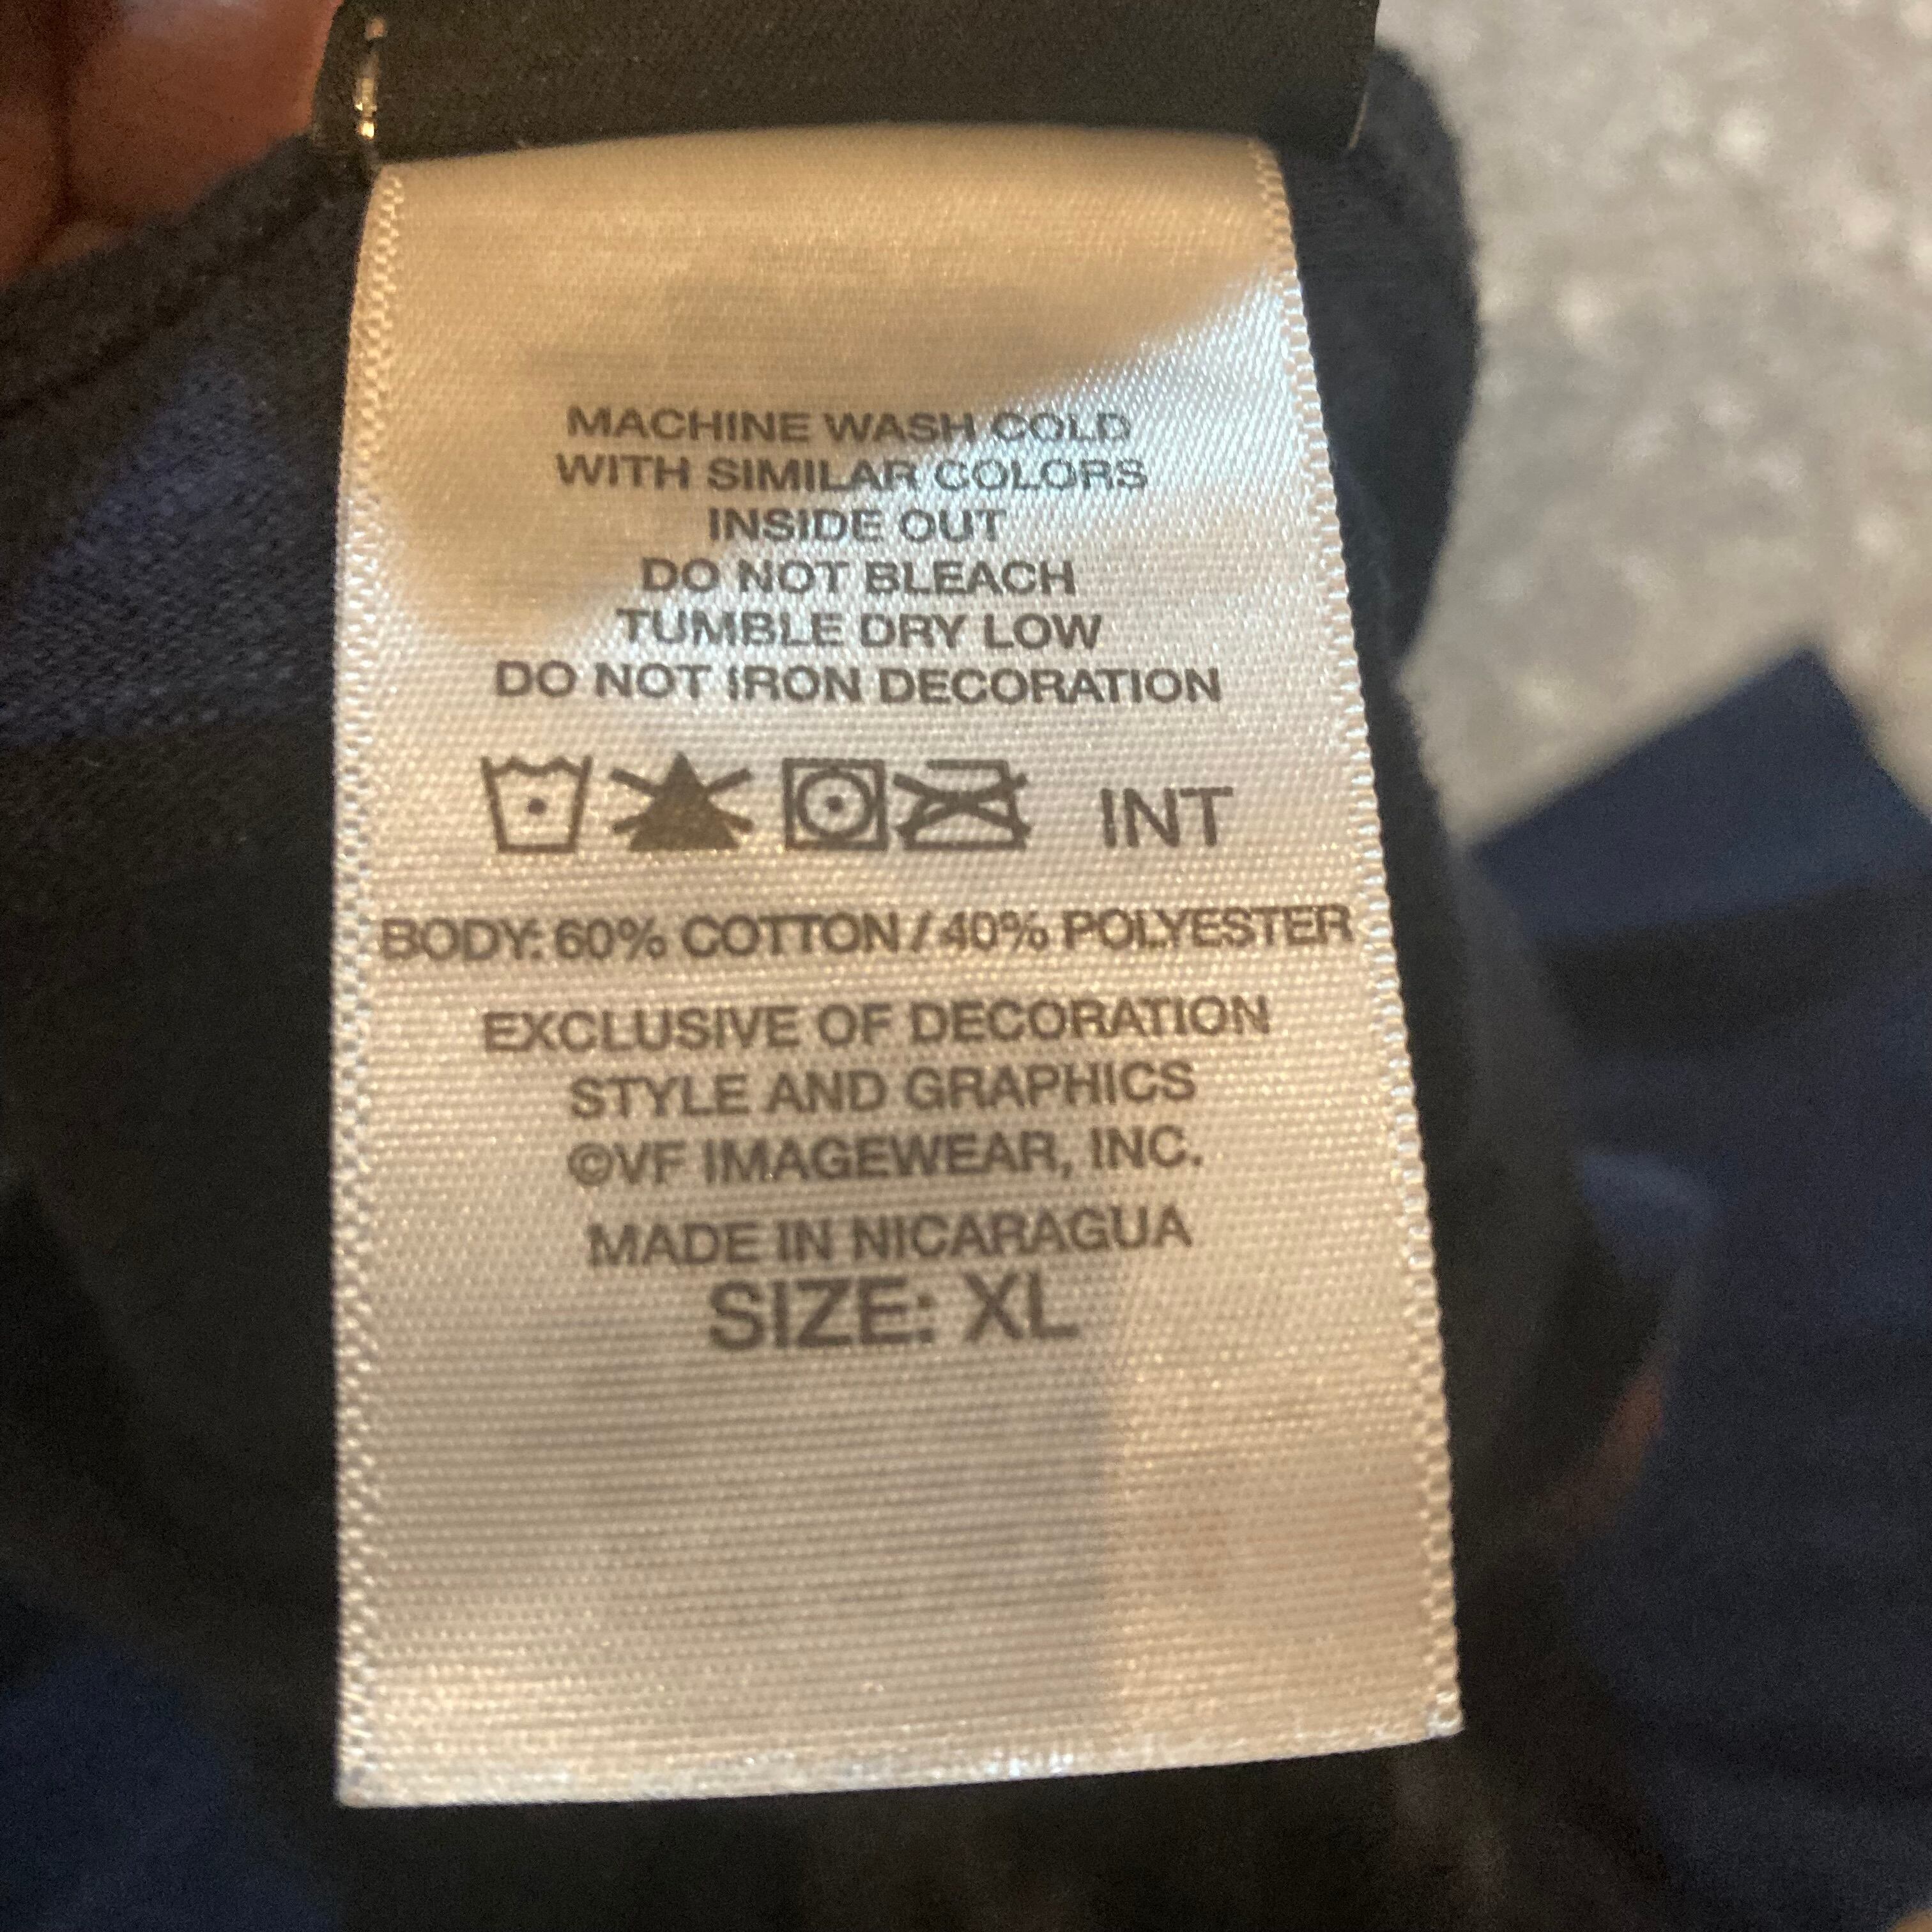 MACHINE WASH COLD
WITH SIMILAR COLORS
INSIDE OUT
DO NOT BLEACH
TUMBLE DRY LOW
DO NOT IRON DECORATION
INT
BODY: 60% COTTON / 40% POLYESTER
EXCLUSIVE OF DECORATION
STYLE AND GRAPHICS
©VF IMAGEWEAR, INC.
MADE IN NICARAGUA
SIZE: XL